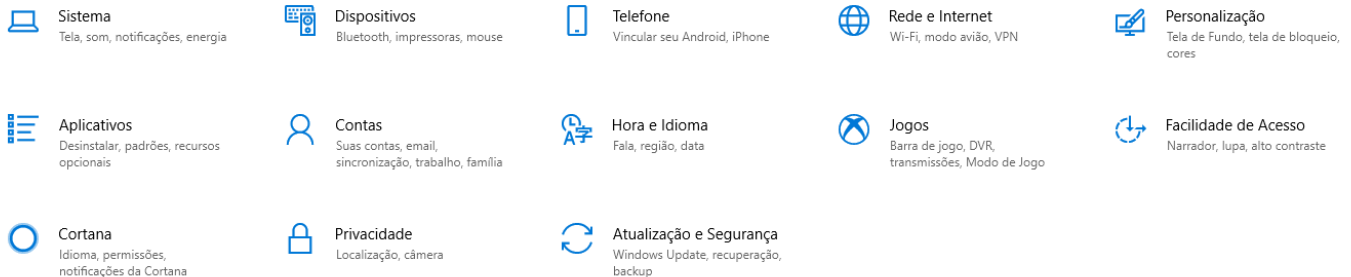 Sistema
Tela, som, notificações, energia
Dispositivos
Bluetooth, impressoras, mouse
Telefone
Vincular seu Android, iPhone
Rede e Internet
Wi-Fi, modo avião, VPN
Personalização
Tela de Fundo, tela de bloqueio,
cores
Aplicativos
Desinstalar, padrões, recursos
opcionais
Contas
Suas contas, email,
sincronização, trabalho, família
Hora e Idioma
Fala, região, data
Jogos
Barra de jogo, DVR,
transmissões, Modo de Jogo
Facilidade de Acesso
Narrador, lupa, alto contraste
Cortana
Idioma, permissões,
notificações da Cortana
Privacidade
Localização, câmera
Atualização e Segurança
Windows Update, recuperação,
backup